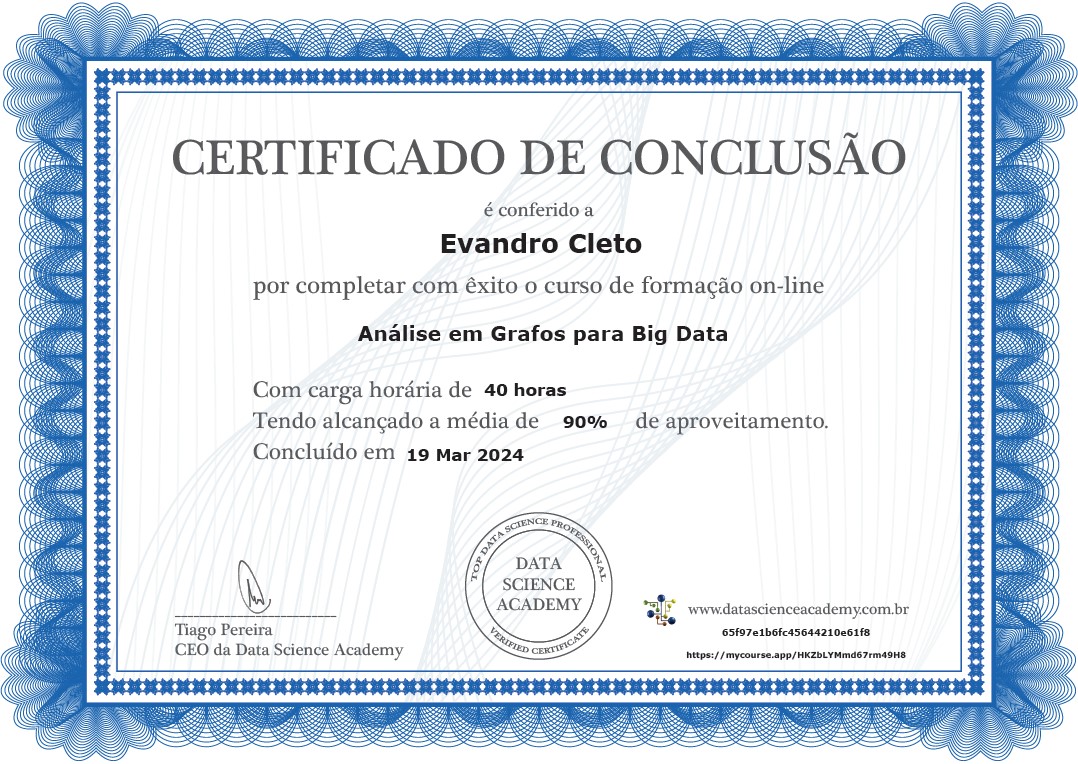 CERTIFICADO DE CONCLUSÃO
é conferido a
Evandro Cleto
por completar com êxito o curso de formação on-line
Análise em Grafos para Big Data
Com carga horária de 40 horas
Tendo alcançado a média de 90% de aproveitamento.
Concluído em 19 Mar 2024
TOP DATA SCIENCE PROFESSIONAL
DATA
SCIENCE
ACADEMY
VERIFIED CERTIFICATE
Tiago Pereira
CEO da Data Science Academy
www.datascienceacademy.com.br
65f97e1b6fc45644210e61f8
https://mycourse.app/HKZbLYMmd67rm49H8